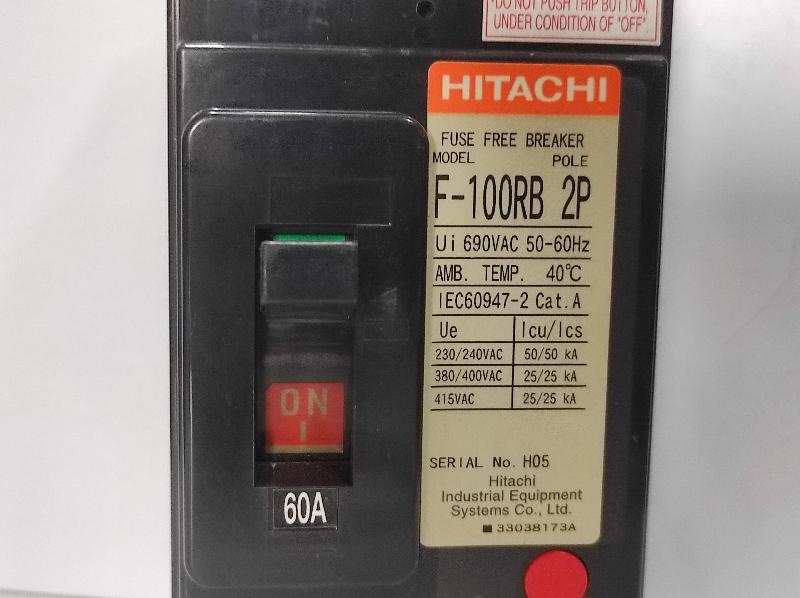 *DO NOT PUSH TRIP BUTTON,
UNDER CONDITION OF "OFF".
HITACHI
FUSE FREE BREAKER
MODEL POLE
F-100RB 2P
Ui 690VAC 50-60Hz
AMB. TEMP. 40℃
IEC60947-2 Cat.A
Ue Icu/Ics
230/240VAC 50/50 kA
380/400VAC 25/25 kA
415VAC 25/25 kA
ON
I
60A
SERIAL No. H05
Hitachi
Industrial Equipment
Systems Co., Ltd.
■33038173A